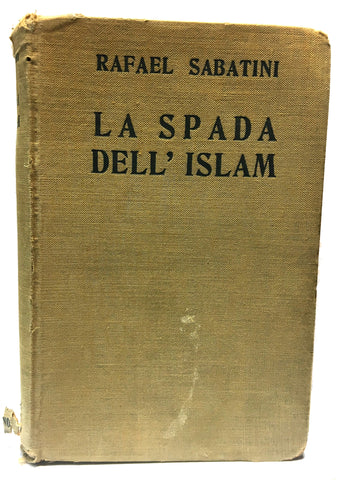 RAFAEL SABATINI
LA SPADA
DELL' ISLAM